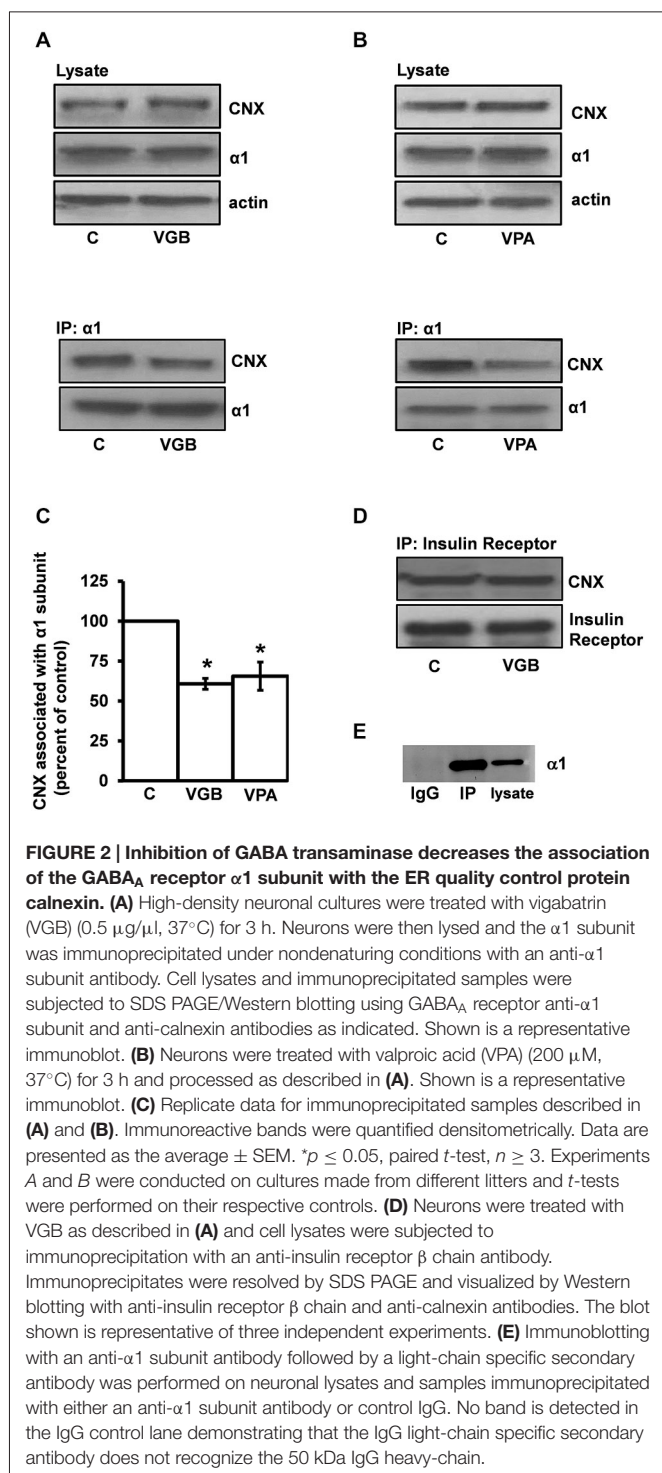 A
Lysate
CNX
α1
actin
C VGB
B
Lysate
CNX
α1
actin
C VPA
IP: α1
CNX
α1
C VGB
IP: α1
CNX
α1
C VPA
C
CNX associated with α1 subunit
(percent of control)
125
100
75
50
25
0
* *
C VGB VPA
D
IP: Insulin Receptor
CNX
Insulin
Receptor
C VGB
E
α1
IgG IP lysate
FIGURE 2 | Inhibition of GABA transaminase decreases the association
of the GABAA receptor α1 subunit with the ER quality control protein
calnexin. (A) High-density neuronal cultures were treated with vigabatrin
(VGB) (0.5 μg/μl, 37°C) for 3 h. Neurons were then lysed and the α1 subunit
was immunoprecipitated under nondenaturing conditions with an anti-α1
subunit antibody. Cell lysates and immunoprecipitated samples were
subjected to SDS PAGE/Western blotting using GABAA receptor anti-α1
subunit and anti-calnexin antibodies as indicated. Shown is a representative
immunoblot. (B) Neurons were treated with valproic acid (VPA) (200 μM,
37°C) for 3 h and processed as described in (A). Shown is a representative
immunoblot. (C) Replicate data for immunoprecipitated samples described in
(A) and (B). Immunoreactive bands were quantified densitometrically. Data are
presented as the average ± SEM. *p ≤ 0.05, paired t-test, n ≥ 3. Experiments
A and B were conducted on cultures made from different litters and t-tests
were performed on their respective controls. (D) Neurons were treated with
VGB as described in (A) and cell lysates were subjected to
immunoprecipitation with an anti-insulin receptor β chain antibody.
Immunoprecipitates were resolved by SDS PAGE and visualized by Western
blotting with anti-insulin receptor β chain and anti-calnexin antibodies. The blot
shown is representative of three independent experiments. (E) Immunoblotting
with an anti-α1 subunit antibody followed by a light-chain specific secondary
antibody was performed on neuronal lysates and samples immunoprecipitated
with either an anti-α1 subunit antibody or control IgG. No band is detected in
the IgG control lane demonstrating that the IgG light-chain specific secondary
antibody does not recognize the 50 kDa IgG heavy-chain.